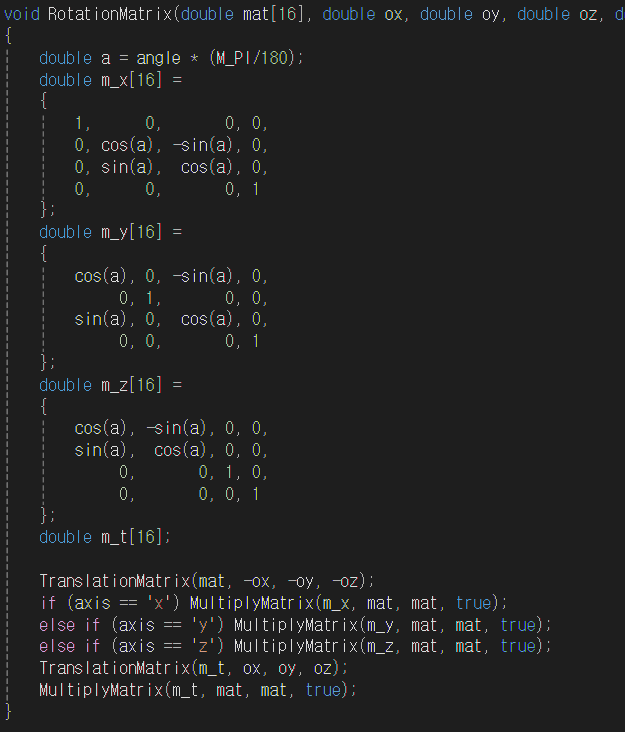 void RotationMatrix(double mat[16], double ox, double oy, double oz, d
{
double a = angle * (M_PI/180);
double m_x[16] =
{
1, 0, 0, 0,
0, cos(a), -sin(a), 0,
0, sin(a), cos(a), 0,
0, 0, 0, 1
};
double m_y[16] =
{
cos(a), 0, -sin(a), 0,
0, 1, 0, 0,
sin(a), 0, cos(a), 0,
0, 0, 0, 1
};
double m_z[16] =
{
cos(a), -sin(a), 0, 0,
sin(a), cos(a), 0, 0,
0, 0, 1, 0,
0, 0, 0, 1
};
double m_t[16];
TranslationMatrix(mat, -ox, -oy, -oz);
if (axis == 'x') MultiplyMatrix(m_x, mat, mat, true);
else if (axis == 'y') MultiplyMatrix(m_y, mat, mat, true);
else if (axis == 'z') MultiplyMatrix(m_z, mat, mat, true);
TranslationMatrix(m_t, ox, oy, oz);
MultiplyMatrix(m_t, mat, mat, true);
}